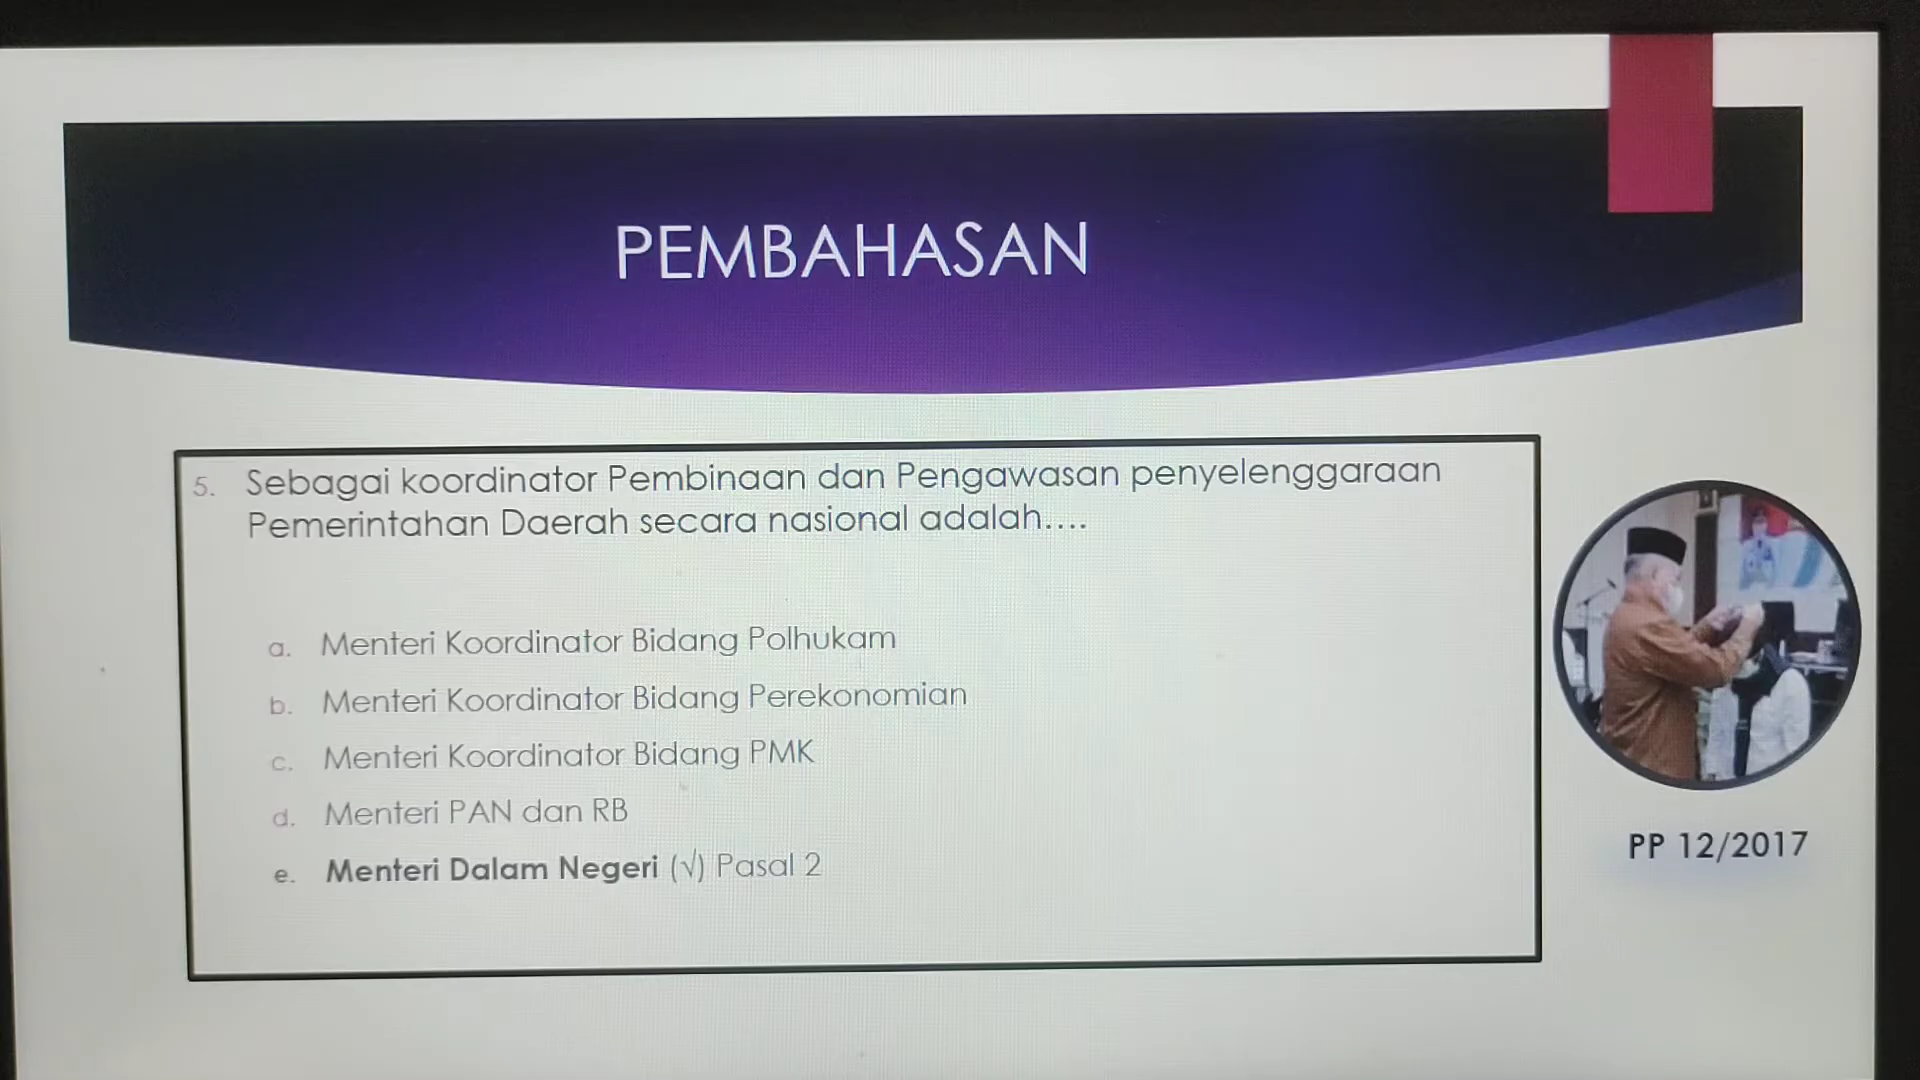 PEMBAHASAN
5. Sebagai koordinator Pembinaan dan Pengawasan penyelenggaraan
Pemerintahan Daerah secara nasional adalah....
a. Menteri Koordinator Bidang Polhukam
b. Menteri Koordinator Bidang Perekonomian
c. Menteri Koordinator Bidang PMK
d. Menteri PAN dan RB
e. Menteri Dalam Negeri (√) Pasal 2
PP 12/2017